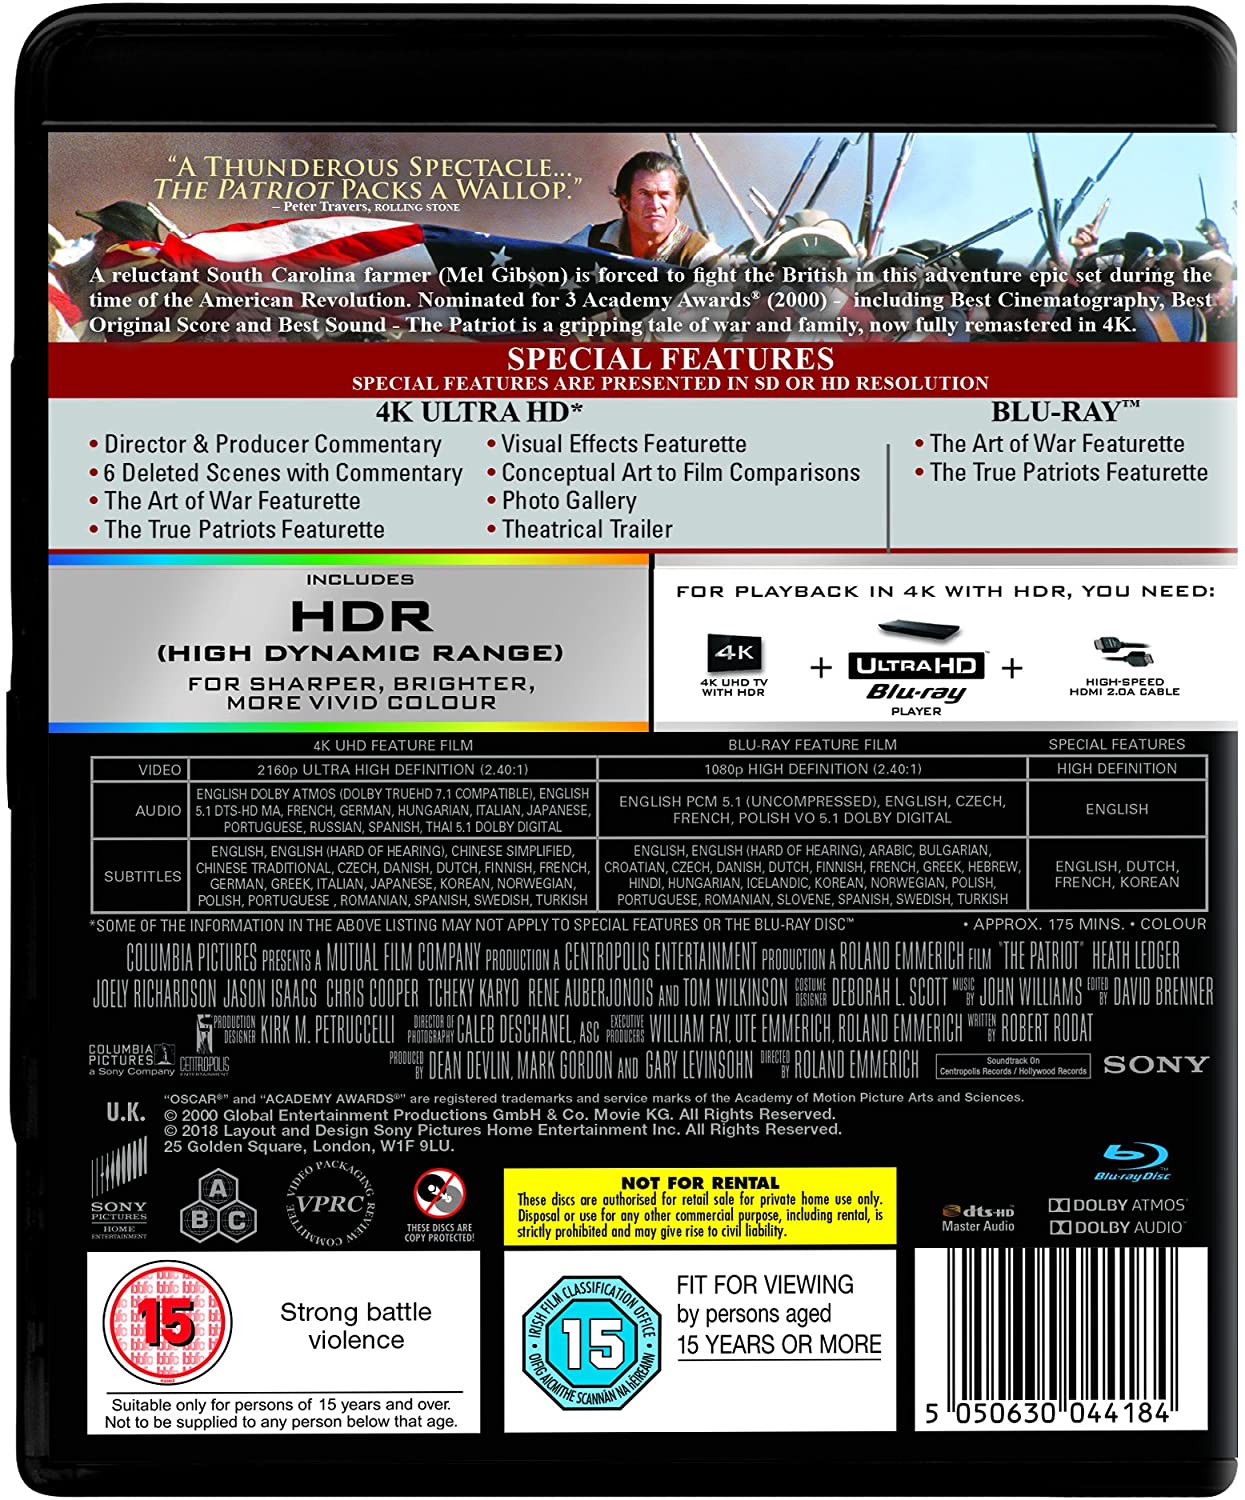 “A THUNDEROUS SPECTACLE...
THE PATRIOT PACKS A WALLOP.”
– Peter Travers, ROLLING STONE
A reluctant South Carolina farmer (Mel Gibson) is forced to fight the British in this adventure epic set during the
time of the American Revolution. Nominated for 3 Academy Awards® (2000) - including Best Cinematography, Best
Original Score and Best Sound - The Patriot is a gripping tale of war and family, now fully remastered in 4K.
SPECIAL FEATURES
SPECIAL FEATURES ARE PRESENTED IN SD OR HD RESOLUTION
4K ULTRA HD*
• Director & Producer Commentary
• 6 Deleted Scenes with Commentary
• The Art of War Featurette
• The True Patriots Featurette
• Visual Effects Featurette
• Conceptual Art to Film Comparisons
• Photo Gallery
• Theatrical Trailer
BLU-RAY™
• The Art of War Featurette
• The True Patriots Featurette
INCLUDES
HDR
(HIGH DYNAMIC RANGE)
FOR SHARPER, BRIGHTER,
MORE VIVID COLOUR
FOR PLAYBACK IN 4K WITH HDR, YOU NEED:
4K
4K UHD TV
WITH HDR
+
ULTRA HD
Blu-ray
PLAYER
+
HIGH-SPEED
HDMI 2.0A CABLE
4K UHD FEATURE FILM
BLU-RAY FEATURE FILM
SPECIAL FEATURES
VIDEO
2160p ULTRA HIGH DEFINITION (2.40:1)
1080p HIGH DEFINITION (2.40:1)
HIGH DEFINITION
AUDIO
ENGLISH DOLBY ATMOS (DOLBY TRUEHD 7.1 COMPATIBLE), ENGLISH
5.1 DTS-HD MA, FRENCH, GERMAN, HUNGARIAN, ITALIAN, JAPANESE,
PORTUGUESE, RUSSIAN, SPANISH, THAI 5.1 DOLBY DIGITAL
ENGLISH PCM 5.1 (UNCOMPRESSED), ENGLISH, CZECH,
FRENCH, POLISH VO 5.1 DOLBY DIGITAL
ENGLISH
SUBTITLES
ENGLISH, ENGLISH (HARD OF HEARING), CHINESE SIMPLIFIED,
CHINESE TRADITIONAL, CZECH, DANISH, DUTCH, FINNISH, FRENCH,
GERMAN, GREEK, ITALIAN, JAPANESE, KOREAN, NORWEGIAN,
POLISH, PORTUGUESE , ROMANIAN, SPANISH, SWEDISH, TURKISH
ENGLISH, ENGLISH (HARD OF HEARING), ARABIC, BULGARIAN,
CROATIAN, CZECH, DANISH, DUTCH, FINNISH, FRENCH, GREEK, HEBREW,
HINDI, HUNGARIAN, ICELANDIC, KOREAN, NORWEGIAN, POLISH,
PORTUGUESE, ROMANIAN, SLOVENE, SPANISH, SWEDISH, TURKISH
ENGLISH, DUTCH,
FRENCH, KOREAN
*SOME OF THE INFORMATION IN THE ABOVE LISTING MAY NOT APPLY TO SPECIAL FEATURES OR THE BLU-RAY DISC™
• APPROX. 175 MINS. • COLOUR
COLUMBIA PICTURES PRESENTS A MUTUAL FILM COMPANY PRODUCTION A CENTROPOLIS ENTERTAINMENT PRODUCTION A ROLAND EMMERICH FILM "THE PATRIOT" HEATH LEDGER
JOELY RICHARDSON JASON ISAACS CHRIS COOPER TCHEKY KARYO RENE AUBERJONOIS AND TOM WILKINSON COSTUME DESIGNER DEBORAH L. SCOTT MUSIC BY JOHN WILLIAMS EDITED BY DAVID BRENNER
PRODUCTION DESIGNER KIRK M. PETRUCCELLI DIRECTOR OF PHOTOGRAPHY CALEB DESCHANEL, ASC EXECUTIVE PRODUCERS WILLIAM FAY, UTE EMMERICH, ROLAND EMMERICH WRITTEN BY ROBERT RODAT
PRODUCED BY DEAN DEVLIN, MARK GORDON AND GARY LEVINSOHN DIRECTED BY ROLAND EMMERICH
COLUMBIA
PICTURES
a Sony Company
CENTROPOLIS
ENTERTAINMENT
Soundtrack On
Centropolis Records / Hollywood Records
SONY
U.K.
“OSCAR®” and “ACADEMY AWARDS®” are registered trademarks and service marks of the Academy of Motion Picture Arts and Sciences.
© 2000 Global Entertainment Productions GmbH & Co. Movie KG. All Rights Reserved.
© 2018 Layout and Design Sony Pictures Home Entertainment Inc. All Rights Reserved.
25 Golden Square, London, W1F 9LU.
SONY
PICTURES
HOME
ENTERTAINMENT
A
B C
VIDEO PACKAGING REVIEW COMMITTEE
VPRC
THESE DISCS ARE
COPY PROTECTED!
NOT FOR RENTAL
These discs are authorised for retail sale for private home use only.
Disposal or use for any other commercial purpose, including rental, is
strictly prohibited and may give rise to civil liability.
Blu-ray Disc™
dts-HD
Master Audio
DOLBY ATMOS
DOLBY AUDIO™
bbfc
15
Strong battle
violence
Suitable only for persons of 15 years and over.
Not to be supplied to any person below that age.
IRISH FILM CLASSIFICATION OFFICE
15
OIFIG AICMITHE SCANNÁN NA hÉIREANN
FIT FOR VIEWING
by persons aged
15 YEARS OR MORE
5 050630 044184